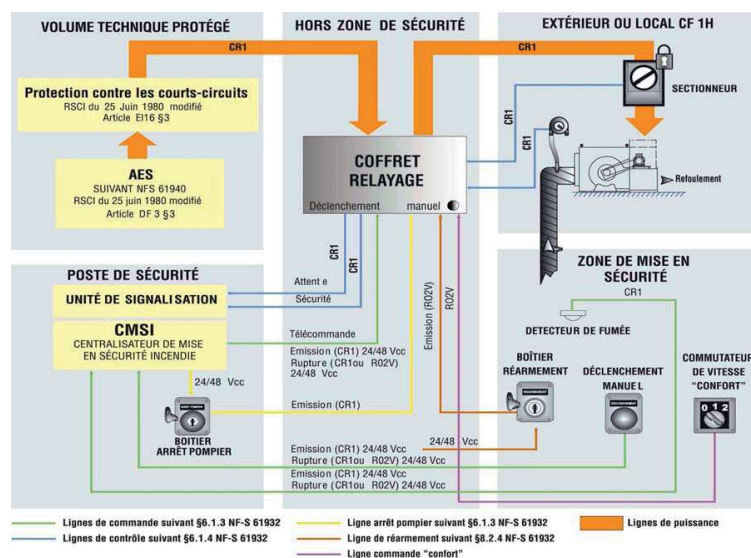 VOLUME TECHNIQUE PROTÉGÉ
CR1
Protection contre les courts-circuits
RSCI du 25 Juin 1980 modifié
Article EI16 §3
AES
SUIVANT NFS 61940
RSCI du 25 juin 1980 modifié
Article DF 3 §3
HORS ZONE DE SÉCURITÉ
CR1
COFFRET
RELAYAGE
Déclenchement
manuel
CR1
CR1
CR1
CR1
EXTÉRIEUR OU LOCAL CF 1H
CR1
SECTIONNEUR
Refoulement
POSTE DE SÉCURITÉ
UNITÉ DE SIGNALISATION
CMSI
CENTRALISATEUR DE MISE
EN SÉCURITÉ INCENDIE
24/48 Vcc
BOITIER
ARRÊT POMPIER
Attent e
Sécurité
Télécommande
Emission (CR1) 24/48 Vcc
Rupture (CR1ou R02V)
24/48 Vcc
Emission (CR1)
Emission (R02V)
R02V
24/48 Vcc
Emission (CR1) 24/48 Vcc
Rupture (CR1ou R02V) 24/48 Vcc
Emission (CR1) 24/48 Vcc
Rupture (CR1ou R02V) 24/48 Vcc
ZONE DE MISE EN
SÉCURITÉ
CR1
DETECTEUR DE FUMÉE
BOÎTIER
RÉARMEMENT
DÉCLENCHEMENT
MANUEL
COMMUTATEUR
DE VITESSE
"CONFORT"
0 1 2
Lignes de commande suivant §6.1.3 NF-S 61932
Lignes de contrôle suivant §6.1.4 NF-S 61932
Ligne arrêt pompier suivant §6.1.3 NF-S 61932
Ligne de réarmement suivant §8.2.4 NF-S 61932
Ligne commande "confort"
Lignes de puissance